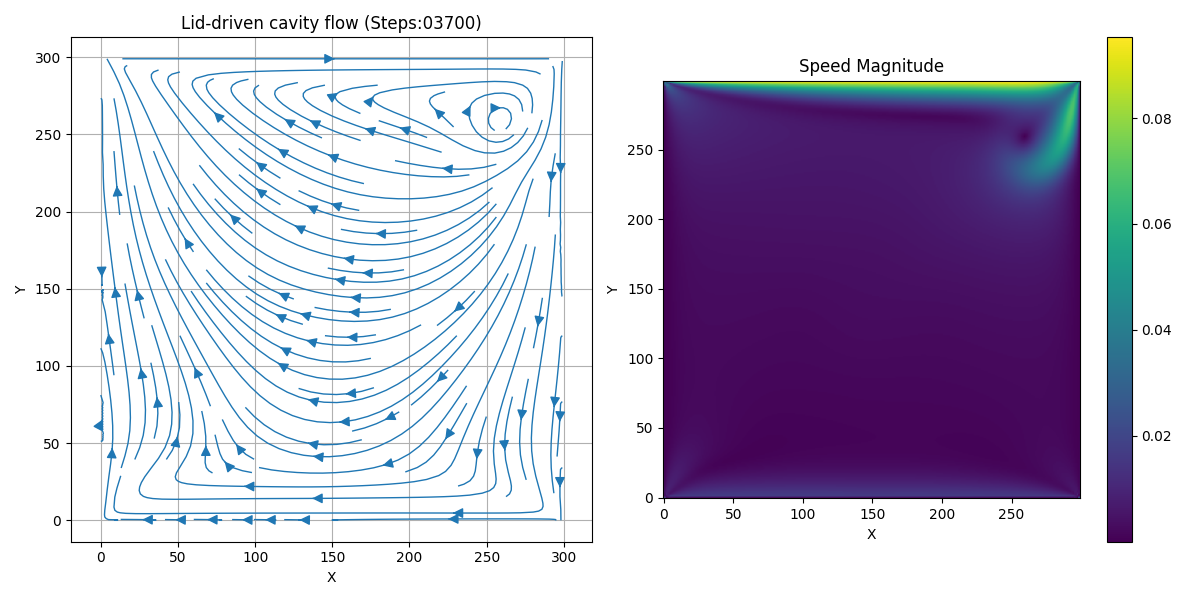 Lid-driven cavity flow (Steps:03700)
300
250
200
150
100
50
0
Y
0 50 100 150 200 250 300
X
Speed Magnitude
250
200
150
100
50
0
Y
0 50 100 150 200 250
X
0.08
0.06
0.04
0.02